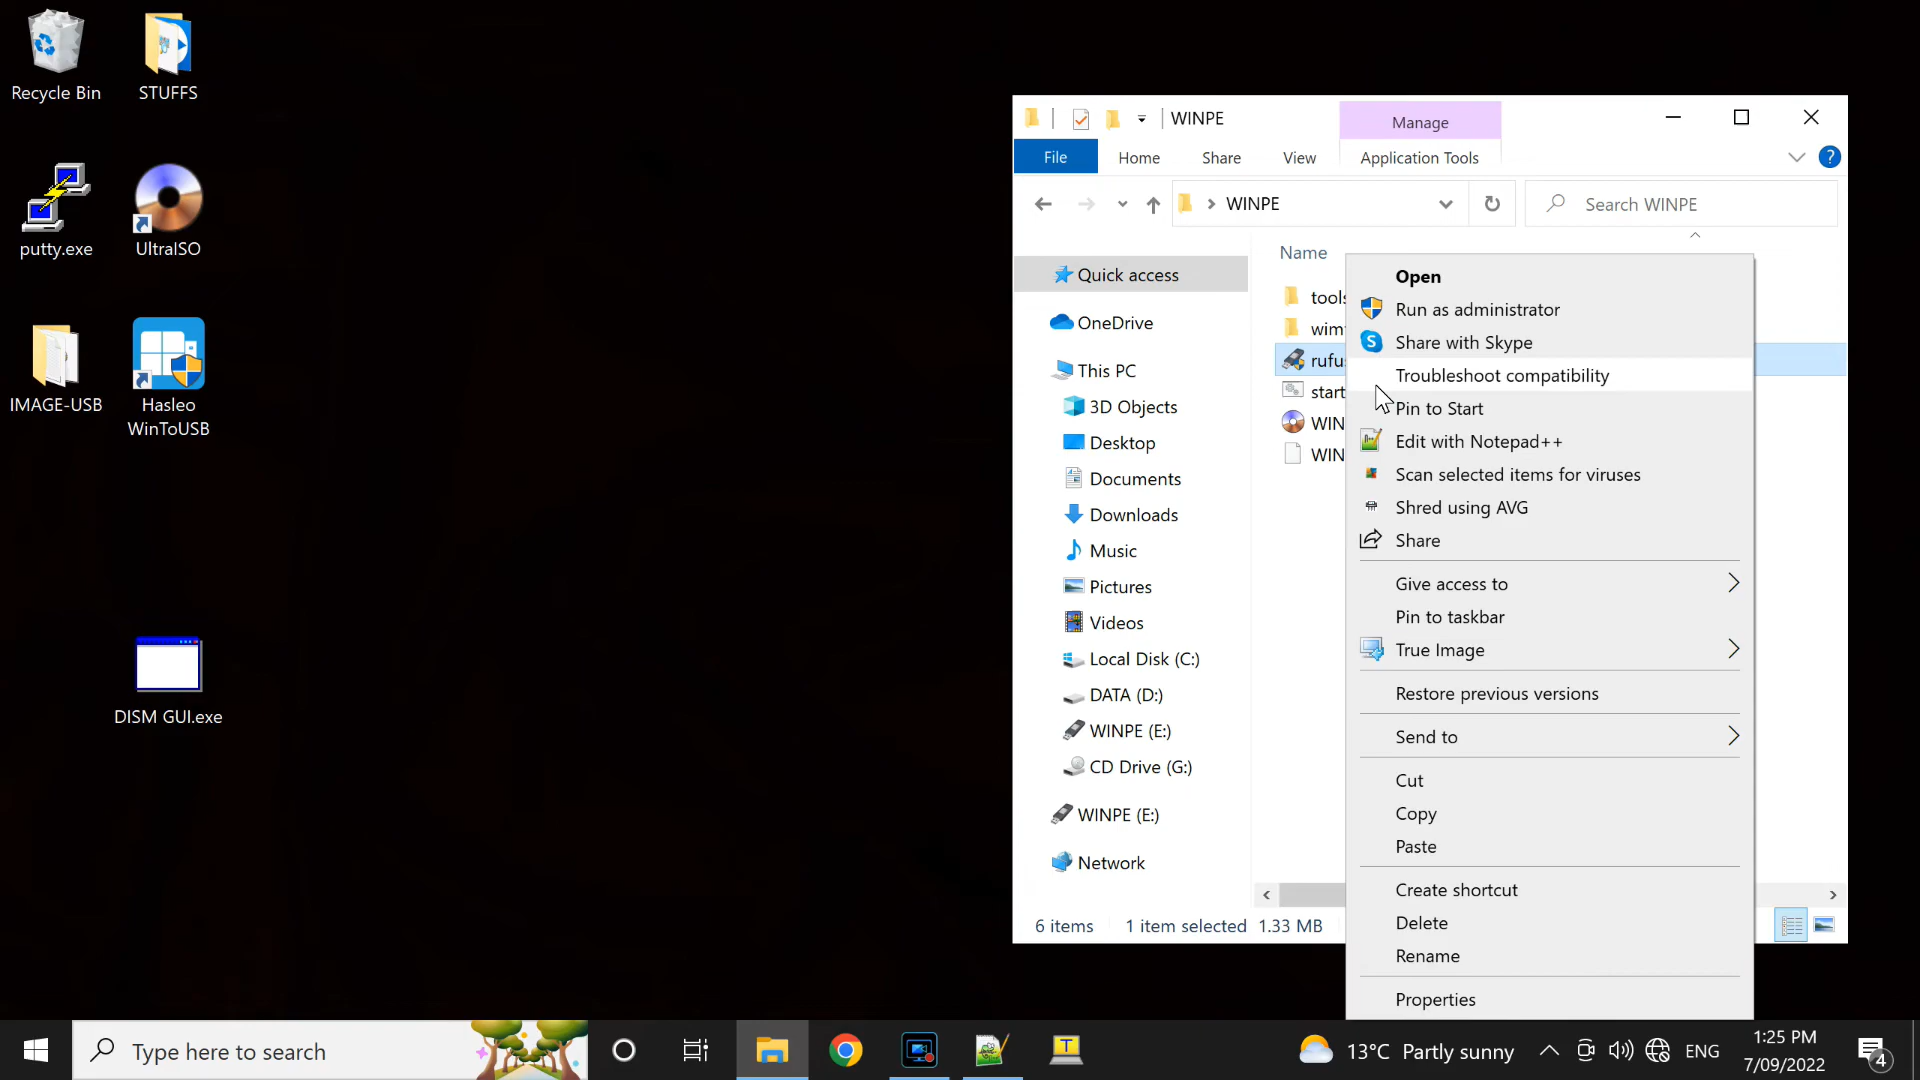 Recycle Bin
STUFFS
putty.exe
UltraISO
IMAGE-USB
Hasleo
WinToUSB
DISM GUI.exe
WINPE
Manage
File
Home
Share
View
Application Tools
?
WINPE
Search WINPE
Name
Quick access
OneDrive
This PC
3D Objects
Desktop
Documents
Downloads
Music
Pictures
Videos
Local Disk (C:)
DATA (D:)
WINPE (E:)
CD Drive (G:)
WINPE (E:)
Network
tools
wim
rufu
start
WIN
WIN
Open
Run as administrator
Share with Skype
Troubleshoot compatibility
Pin to Start
Edit with Notepad++
Scan selected items for viruses
Shred using AVG
Share
Give access to
Pin to taskbar
True Image
Restore previous versions
Send to
Cut
Copy
Paste
Create shortcut
Delete
Rename
Properties
6 items
1 item selected 1.33 MB
Type here to search
T
13°C Partly sunny
ENG
1:25 PM
7/09/2022
4